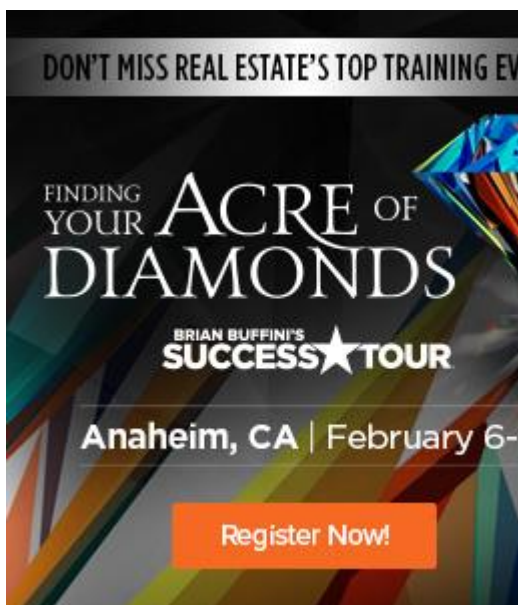 DON'T MISS REAL ESTATE'S TOP TRAINING
FINDING
YOUR ACRE OF
DIAMONDS
BRIAN BUFFINI'S
SUCCESS★TOUR
Anaheim, CA | February 6-
Register Now!